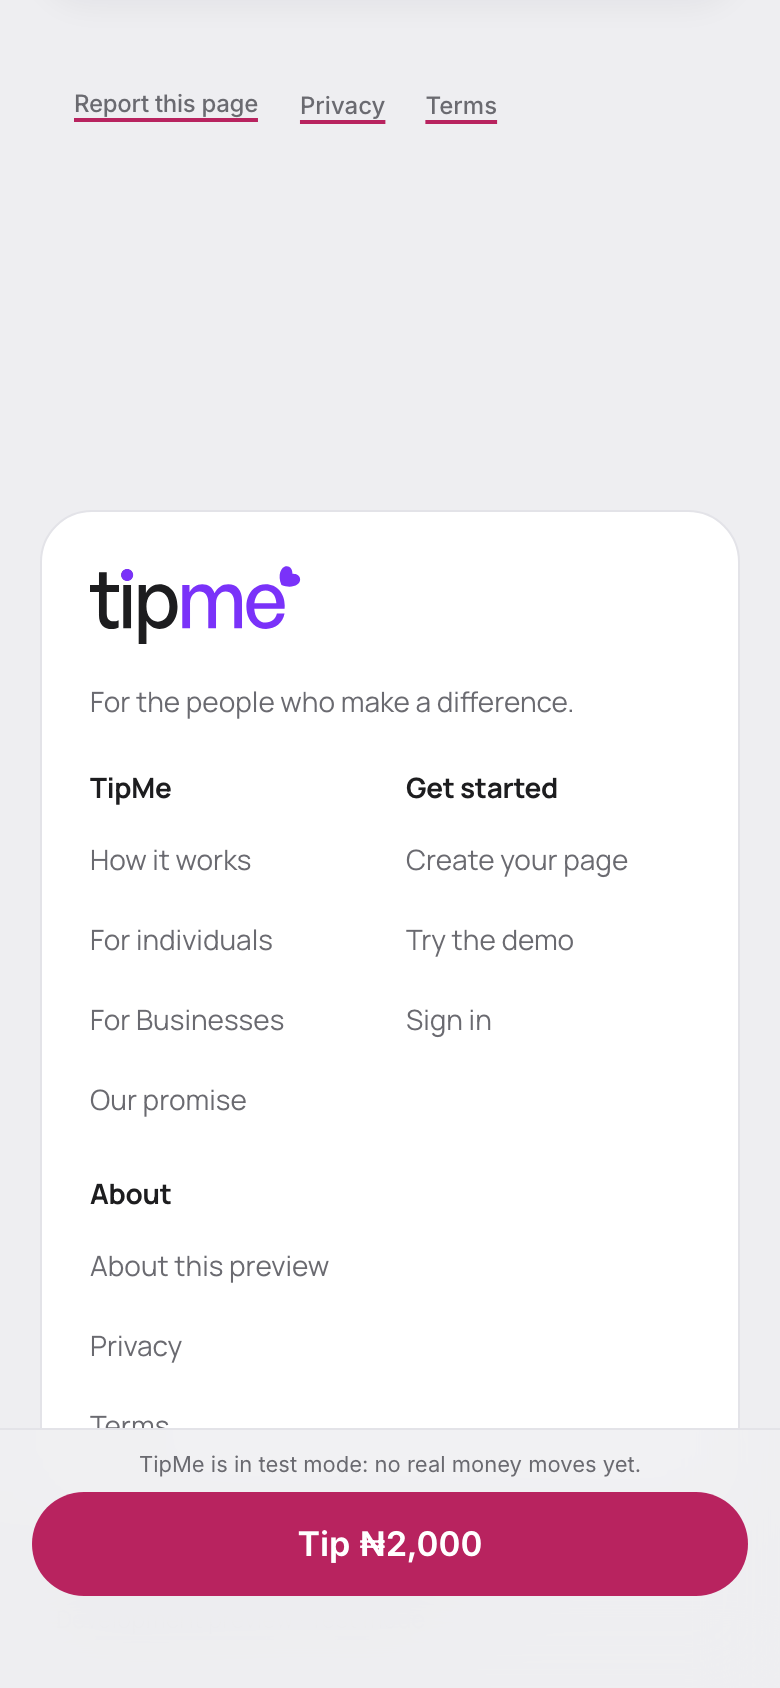 Report this page Privacy Terms
tipme
For the people who make a difference.
TipMe
How it works
For individuals
For Businesses
Our promise
Get started
Create your page
Try the demo
Sign in
About
About this preview
Privacy
Terms
TipMe is in test mode: no real money moves yet.
Tip ₦2,000